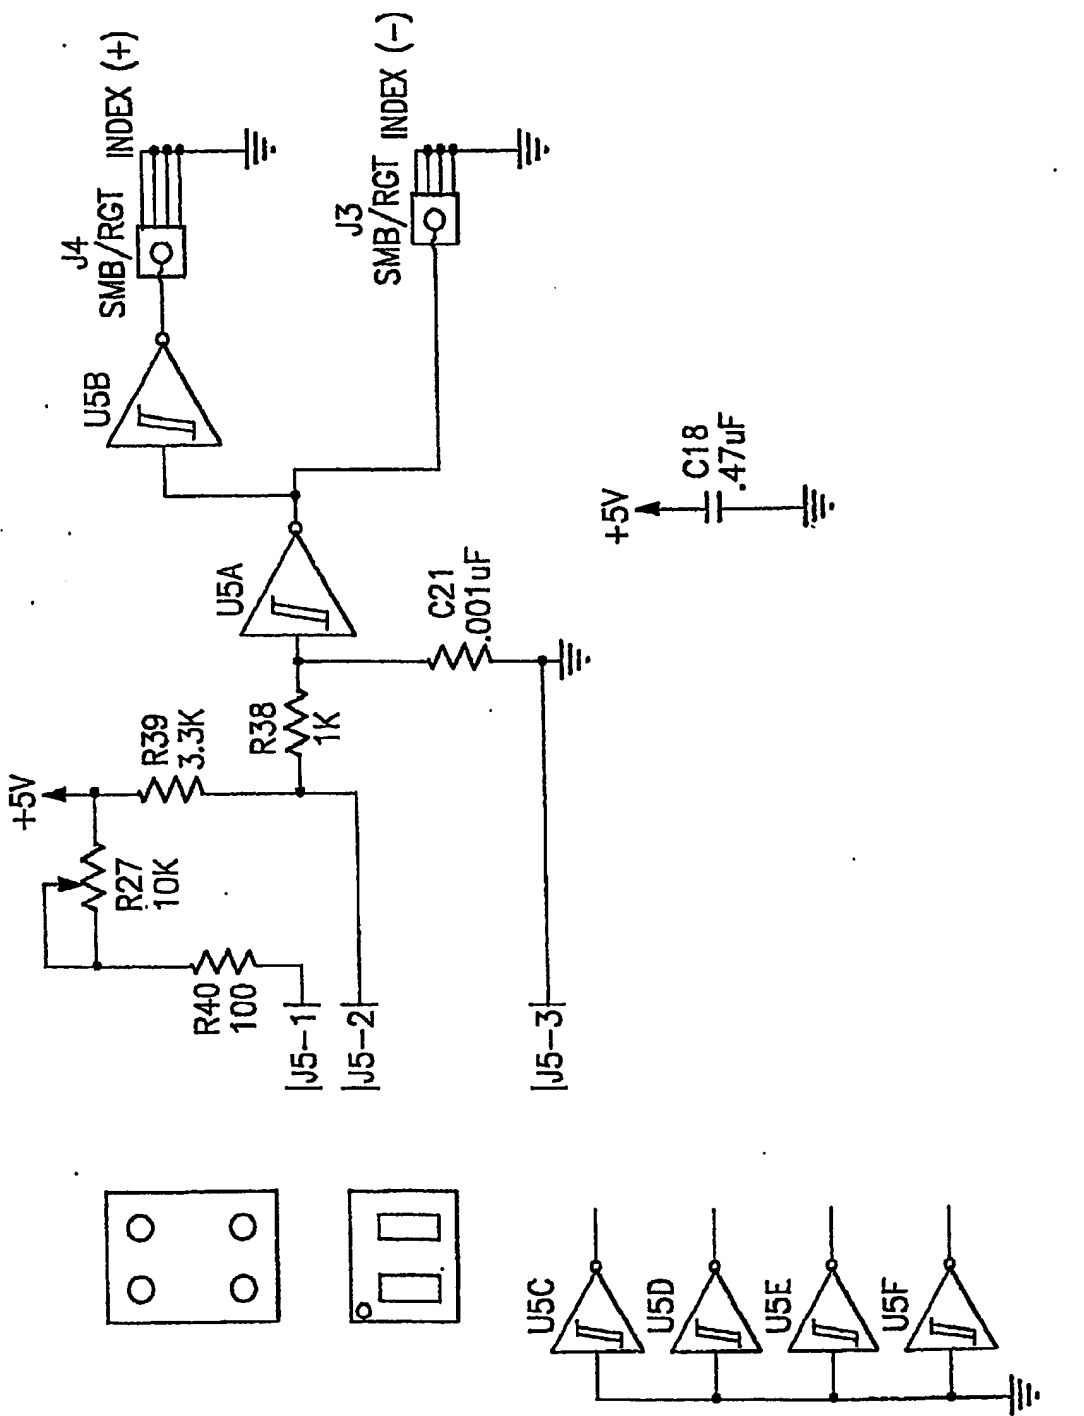 J4
SMB/RGT INDEX (+)
U5B
J3
SMB/RGT INDEX (-)
U5A
+5V
R39
3.3K
R38
1K
C21
.001uF
R27
10K
R40
100
|J5-1|
|J5-2|
|J5-3|
+5V
C18
.47uF
U5C
U5D
U5E
U5F